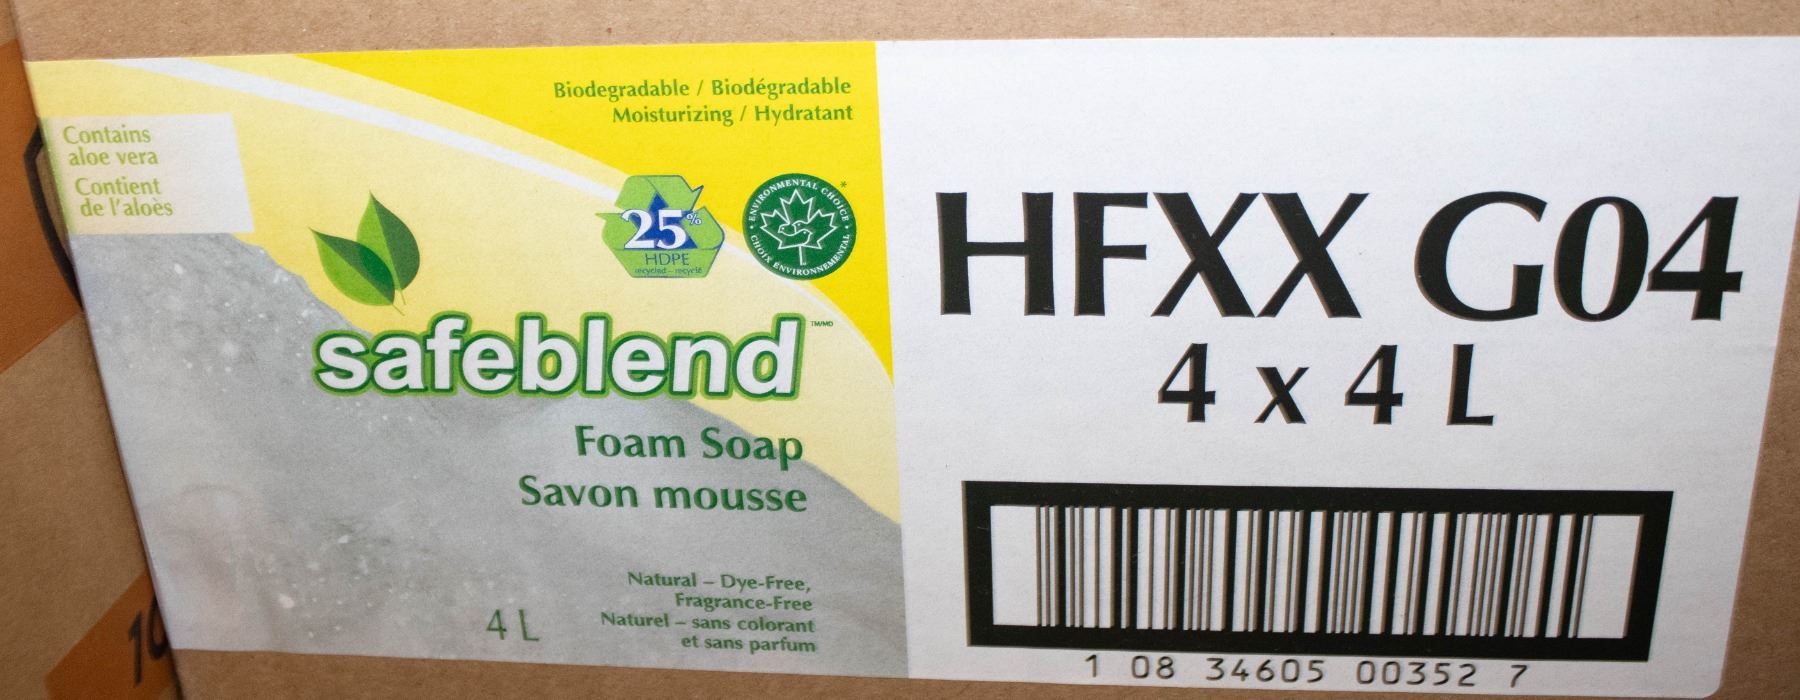 Biodegradable / Biodégradable
Moisturizing / Hydratant
Contains
aloe vera
Contient
de l'aloès
25%
HDPE
recycled – recyclé
ENVIRONMENTAL CHOICE *
CHOIX ENVIRONNEMENTAL
safeblend TM/MD
Foam Soap
Savon mousse
Natural – Dye-Free,
Fragrance-Free
Naturel – sans colorant
et sans parfum
4 L
HFXX G04
4 x 4 L
1 08 34605 00352 7